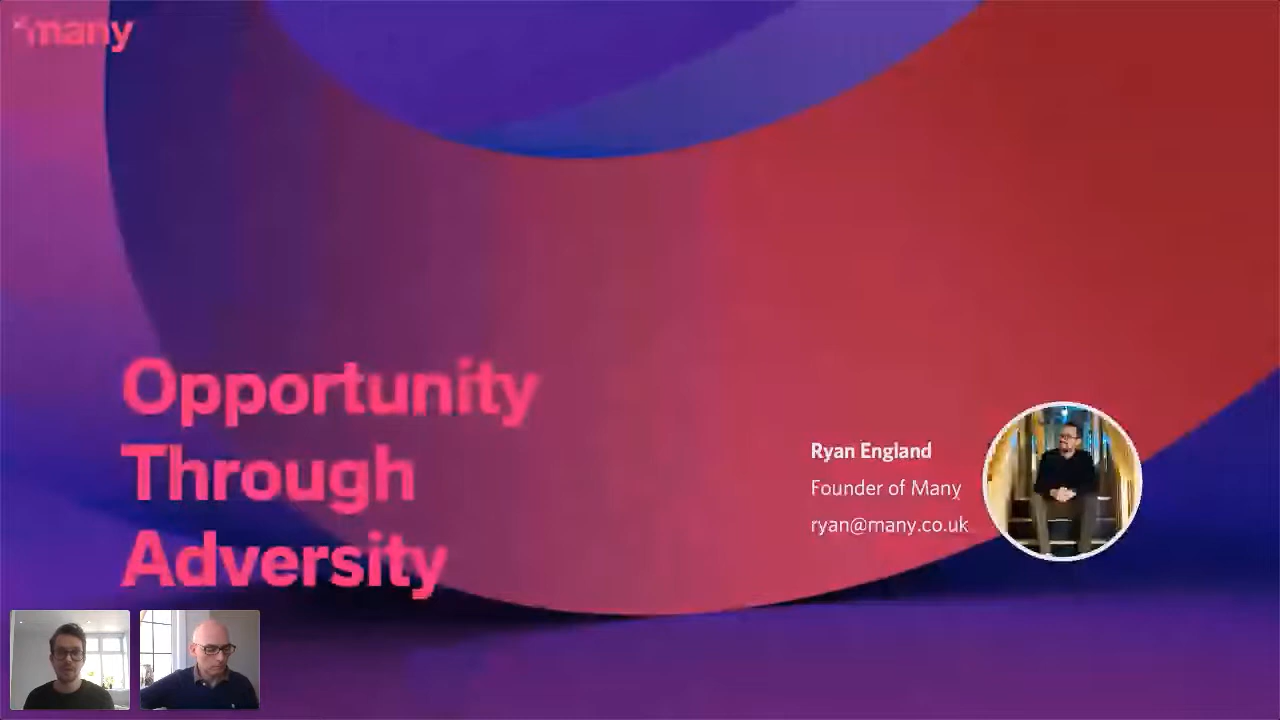 many
Opportunity
Through
Adversity
Ryan England
Founder of Many
ryan@many.co.uk